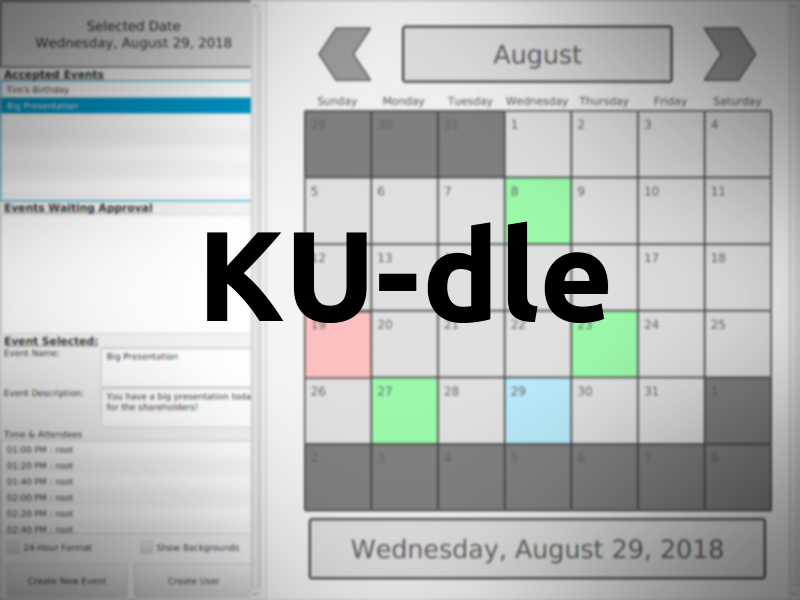 Selected Date
Wednesday, August 29, 2018
Accepted Events
Tim's Birthday
Big Presentation
Events Waiting Approval
Event Selected:
Event Name:
Big Presentation
Event Description:
You have a big presentation toda
for the shareholders!
Time & Attendees
01:00 PM : root
01:20 PM : root
01:40 PM : root
02:00 PM : root
02:20 PM : root
02:40 PM : root
24-Hour Format
Show Backgrounds
Create New Event
Create User
August
Sunday Monday Tuesday Wednesday Thursday Friday Saturday
29 30 31 1 2 3 4
5 6 7 8 9 10 11
12 13 17 18
KU-dle
19 20 21 22 23 24 25
26 27 28 29 30 31 1
2 3 4 5 6 7 8
Wednesday, August 29, 2018